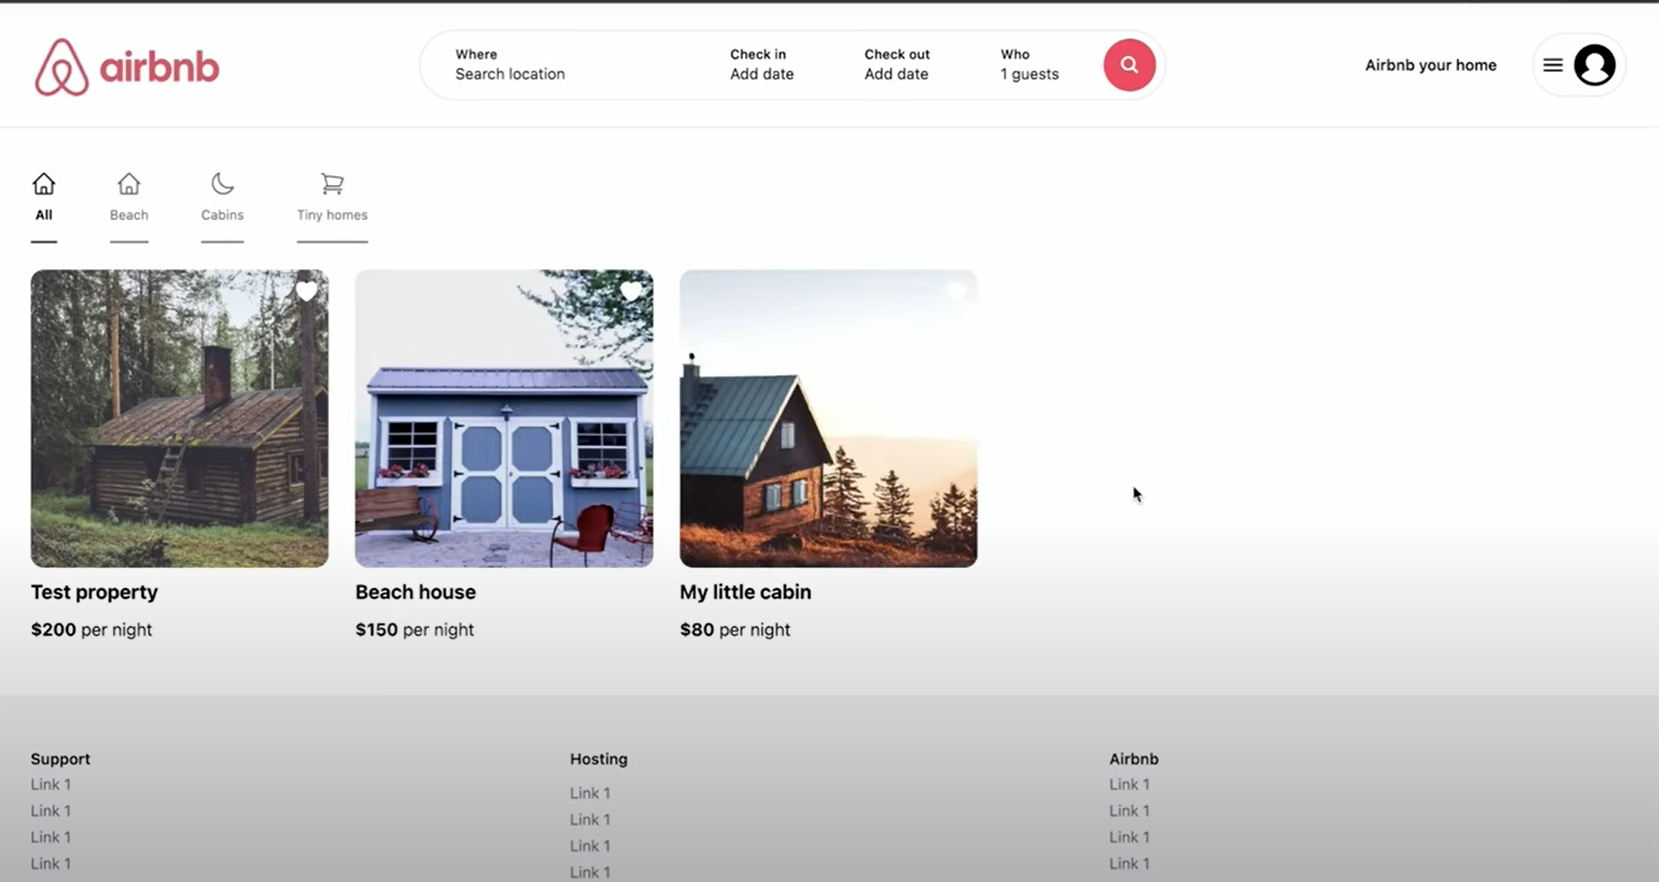 airbnb
Where
Search location
Check in
Add date
Check out
Add date
Who
1 guests
Airbnb your home
All
Beach
Cabins
Tiny homes
Test property
$200 per night
Beach house
$150 per night
My little cabin
$80 per night
Support
Link 1
Link 1
Link 1
Link 1
Hosting
Link 1
Link 1
Link 1
Link 1
Airbnb
Link 1
Link 1
Link 1
Link 1